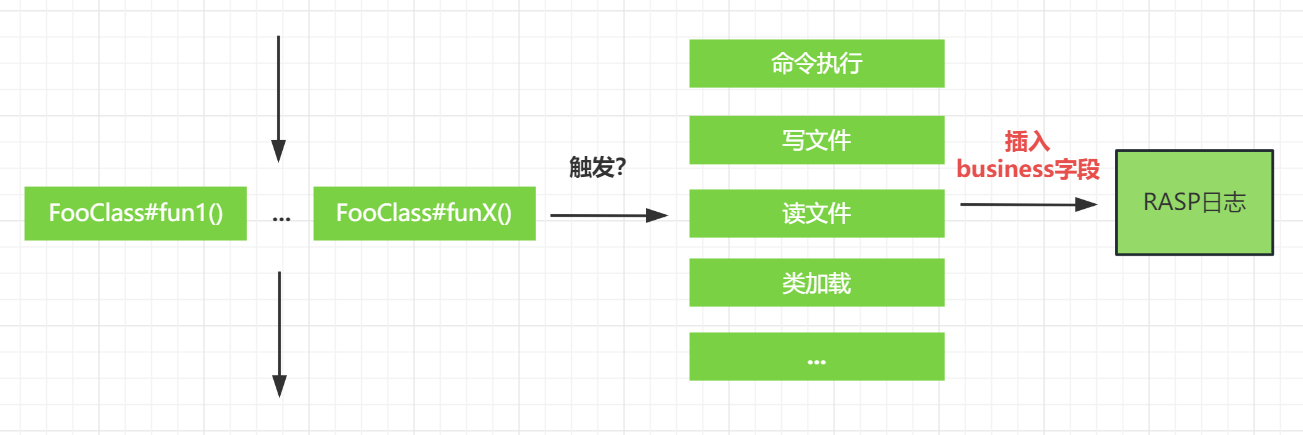 FooClass#fun1()
...
FooClass#funX()
触发?
命令执行
写文件
读文件
类加载
...
插入
business字段
RASP日志